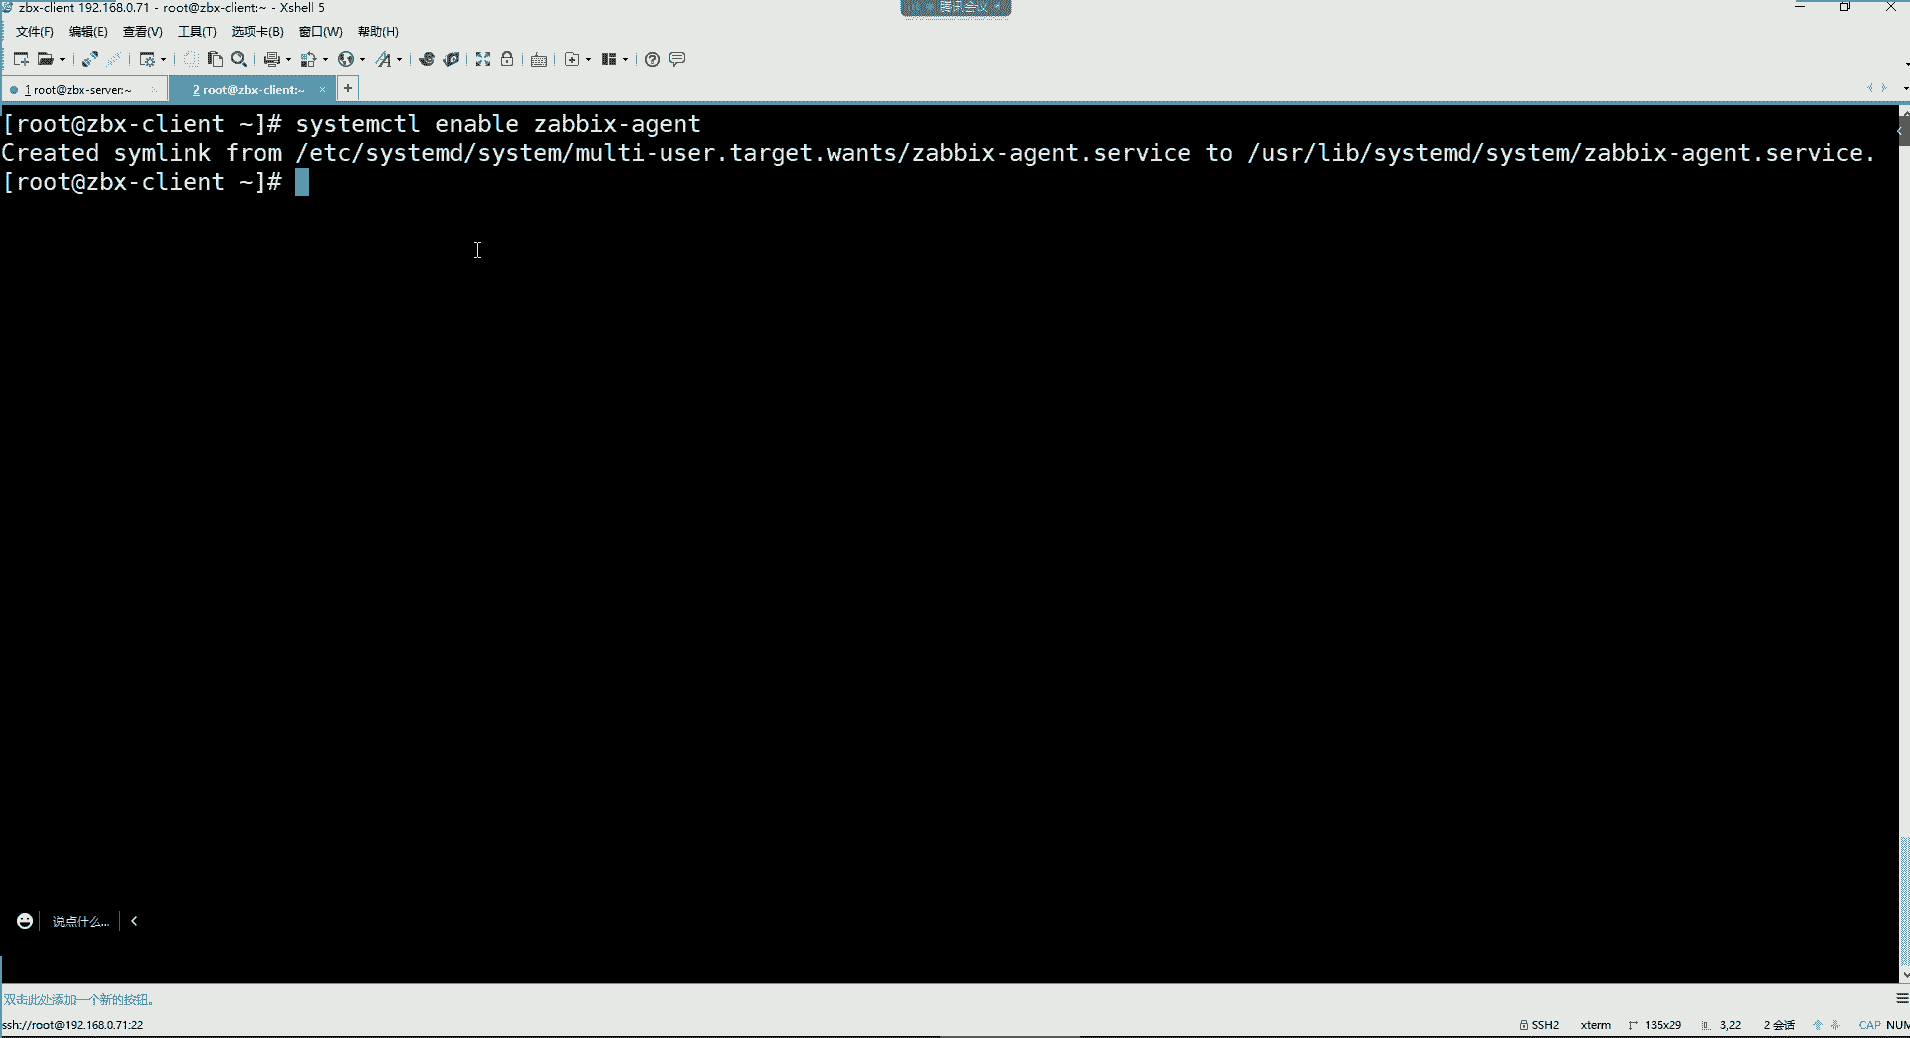 zbx-client 192.168.0.71 - root@zbx-client:~ - Xshell 5
腾讯会议
文件(F) 编辑(E) 查看(V) 工具(T) 选项卡(B) 窗口(W) 帮助(H)
1 root@zbx-server:~ 2 root@zbx-client:~ × +
[root@zbx-client ~]# systemctl enable zabbix-agent
Created symlink from /etc/systemd/system/multi-user.target.wants/zabbix-agent.service to /usr/lib/systemd/system/zabbix-agent.service.
[root@zbx-client ~]#
说点什么...
双击此处添加一个新的按钮。
ssh://root@192.168.0.71:22 SSH2 xterm 135x29 3,22 2 会话 CAP NUM